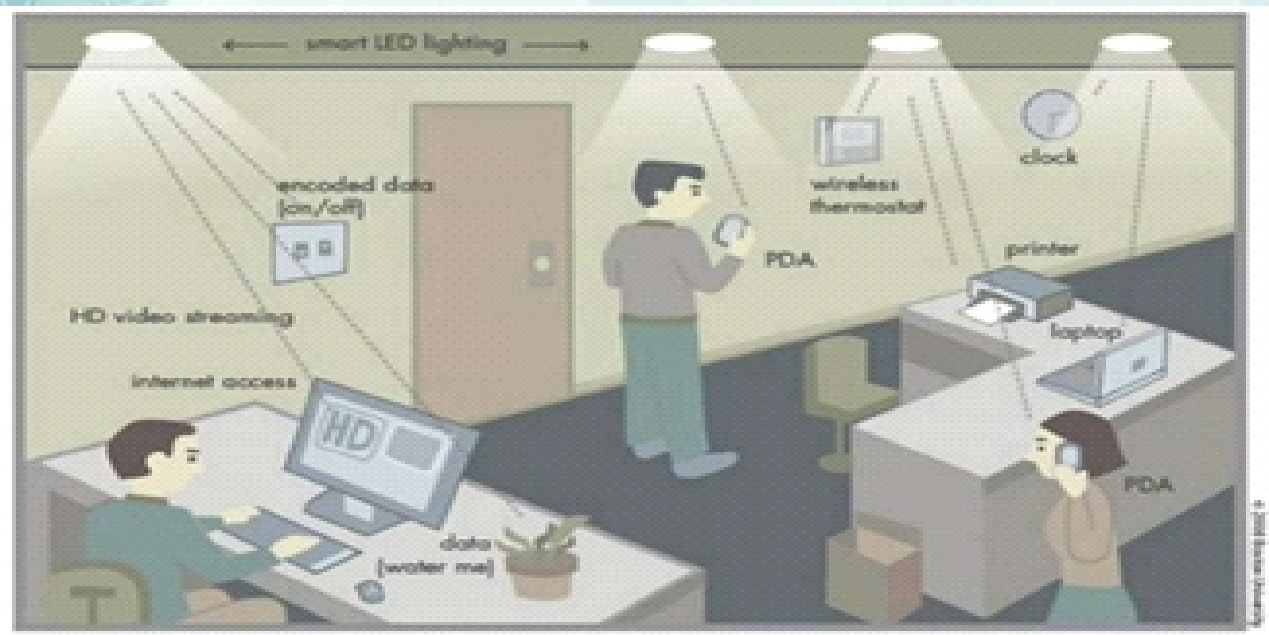 smart LED lighting
encoded data
(on/off)
HD video streaming
internet access
HD
data
(water me)
PDA
wireless
thermostat
clock
printer
laptop
PDA